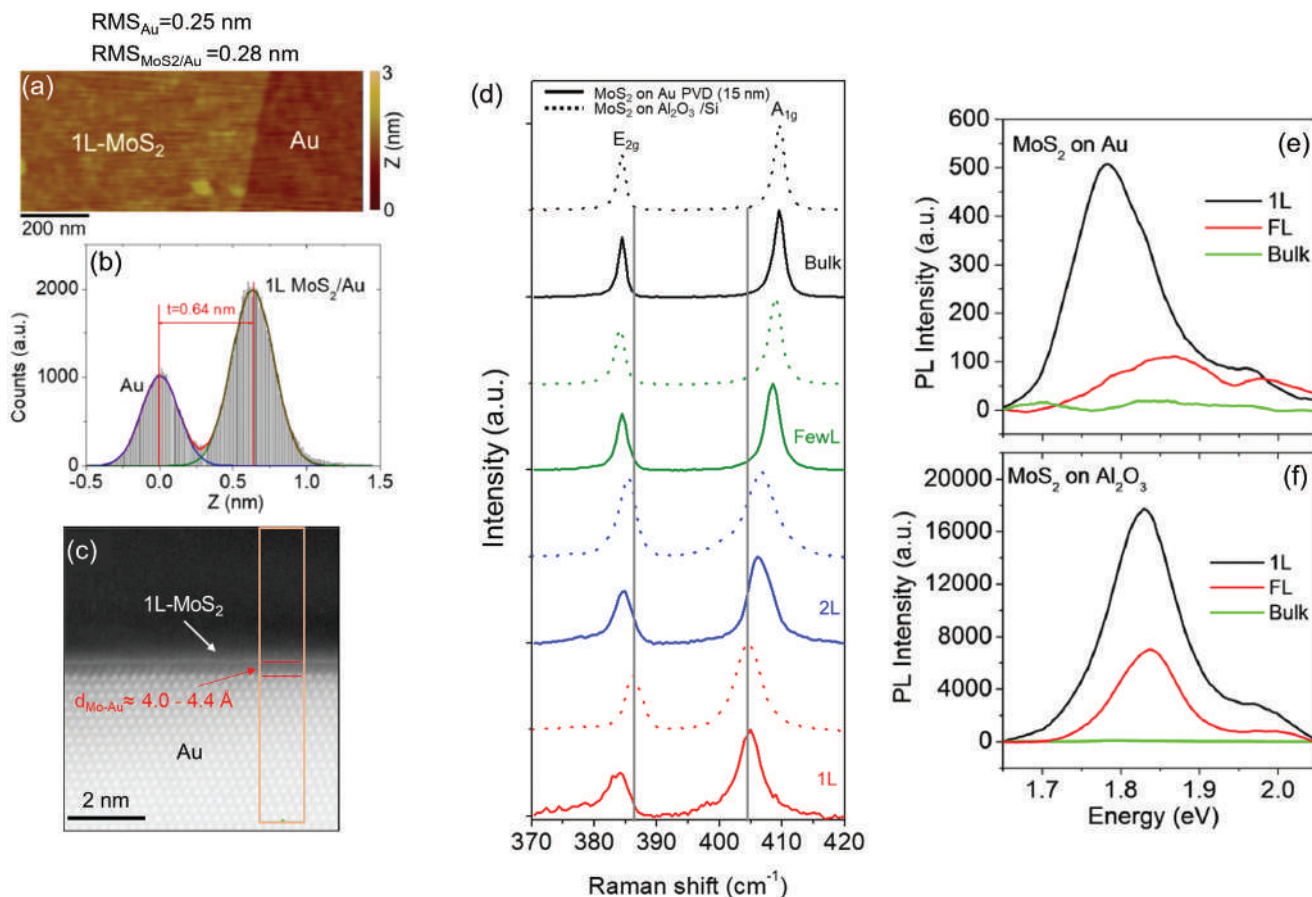 RMS_Au=0.25 nm
RMS_MoS2/Au =0.28 nm
(a)
3
1L-MoS₂
Au
Z (nm)
0
200 nm
(b)
1L MoS₂/Au
2000
t=0.64 nm
Counts (a.u.)
Au
1000
0
-0.5 0.0 0.5 1.0 1.5
Z (nm)
(c)
1L-MoS₂
d_Mo-Au≈ 4.0 - 4.4 Å
Au
2 nm
(d)
MoS₂ on Au PVD (15 nm)
MoS₂ on Al₂O₃ /Si
A₁g
E₂g
Bulk
FewL
2L
1L
Intensity (a.u.)
370 380 390 400 410 420
Raman shift (cm⁻¹)
600
MoS₂ on Au
(e)
500
1L
400
FL
300
Bulk
200
100
0
PL Intensity (a.u.)
20000
MoS₂ on Al₂O₃
(f)
16000
1L
12000
FL
8000
Bulk
4000
0
PL Intensity (a.u.)
1.7 1.8 1.9 2.0
Energy (eV)